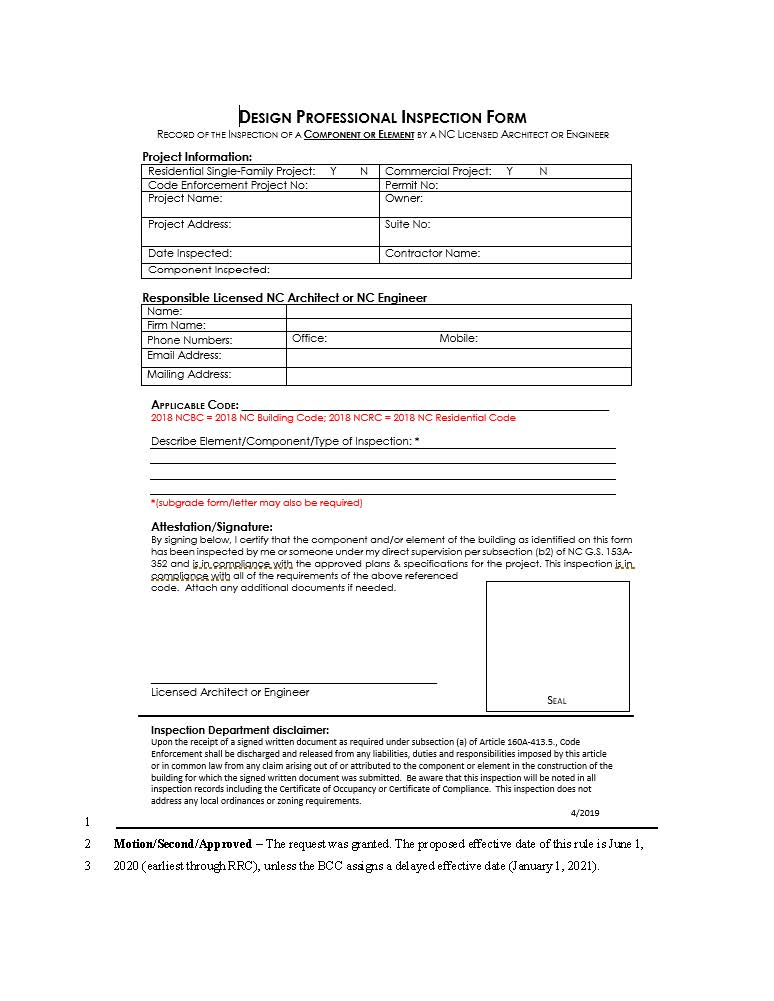 DESIGN PROFESSIONAL INSPECTION FORM
RECORD OF THE INSPECTION OF A COMPONENT OR ELEMENT BY A NC LICENSED ARCHITECT OR ENGINEER
Project Information:
Residential Single-Family Project: Y N Commercial Project: Y N
Code Enforcement Project No: Permit No:
Project Name: Owner:
Project Address: Suite No:
Date Inspected: Contractor Name:
Component Inspected:
Responsible Licensed NC Architect or NC Engineer
Name:
Firm Name:
Phone Numbers: Office: Mobile:
Email Address:
Mailing Address:
APPLICABLE CODE:
2018 NCBC = 2018 NC Building Code; 2018 NCRC = 2018 NC Residential Code
Describe Element/Component/Type of Inspection: *
*(subgrade form/letter may also be required)
Attestation/Signature:
By signing below, I certify that the component and/or element of the building as identified on this form
has been inspected by me or someone under my direct supervision per subsection (b2) of NC G.S. 153A-
352 and is in compliance with the approved plans & specifications for the project. This inspection is in
compliance with all of the requirements of the above referenced
code. Attach any additional documents if needed.
Licensed Architect or Engineer
SEAL
Inspection Department disclaimer:
Upon the receipt of a signed written document as required under subsection (a) of Article 160A-413.5., Code
Enforcement shall be discharged and released from any liabilities, duties and responsibilities imposed by this article
or in common law from any claim arising out of or attributed to the component or element in the construction of the
building for which the signed written document was submitted. Be aware that this inspection will be noted in all
inspection records including the Certificate of Occupancy or Certificate of Compliance. This inspection does not
address any local ordinances or zoning requirements.
4/2019
1
2 Motion/Second/Approved – The request was granted. The proposed effective date of this rule is June 1,
3 2020 (earliest through RRC), unless the BCC assigns a delayed effective date (January 1, 2021).